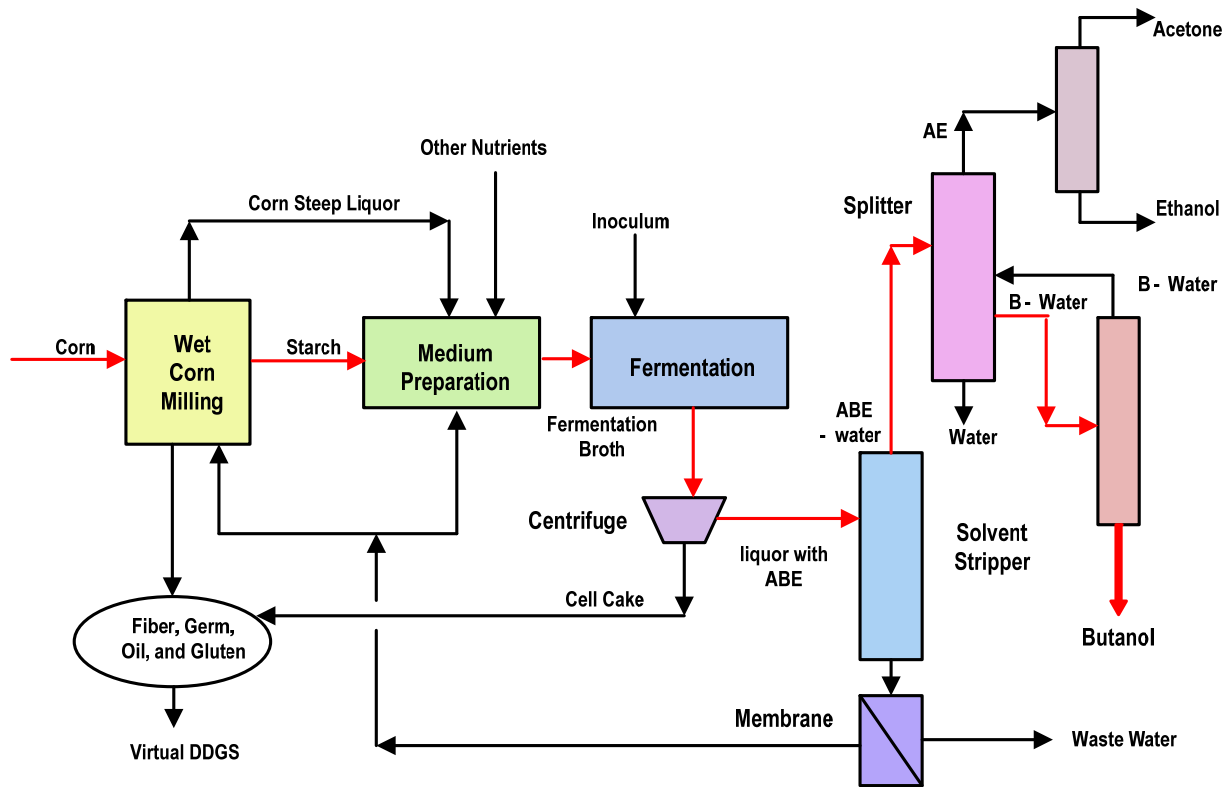 Acetone
AE
Other Nutrients
Corn Steep Liquor
Splitter
Ethanol
Inoculum
B - Water
B - Water
Corn
Wet
Corn
Milling
Starch
Medium
Preparation
Fermentation
Fermentation
Broth
ABE
- water
Water
Centrifuge
liquor with
ABE
Solvent
Stripper
Cell Cake
Fiber, Germ,
Oil, and Gluten
Butanol
Membrane
Virtual DDGS
Waste Water